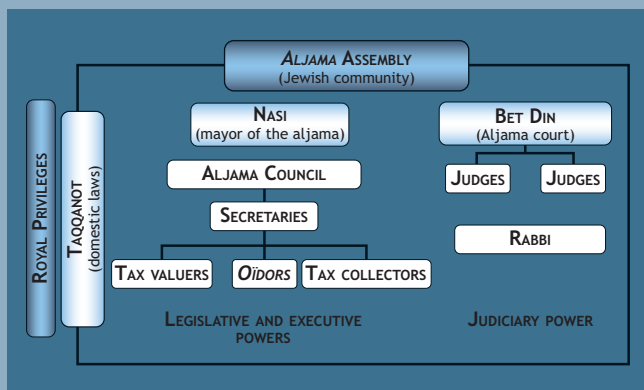 Aljama Assembly
(Jewish community)
Royal Privileges
Taqqanot
(domestic laws)
Nasi
(mayor of the aljama)
Aljama Council
Secretaries
Tax valuers
Oïdors
Tax collectors
Legislative and executive
powers
Bet Din
(Aljama court)
Judges
Judges
Rabbi
Judiciary power